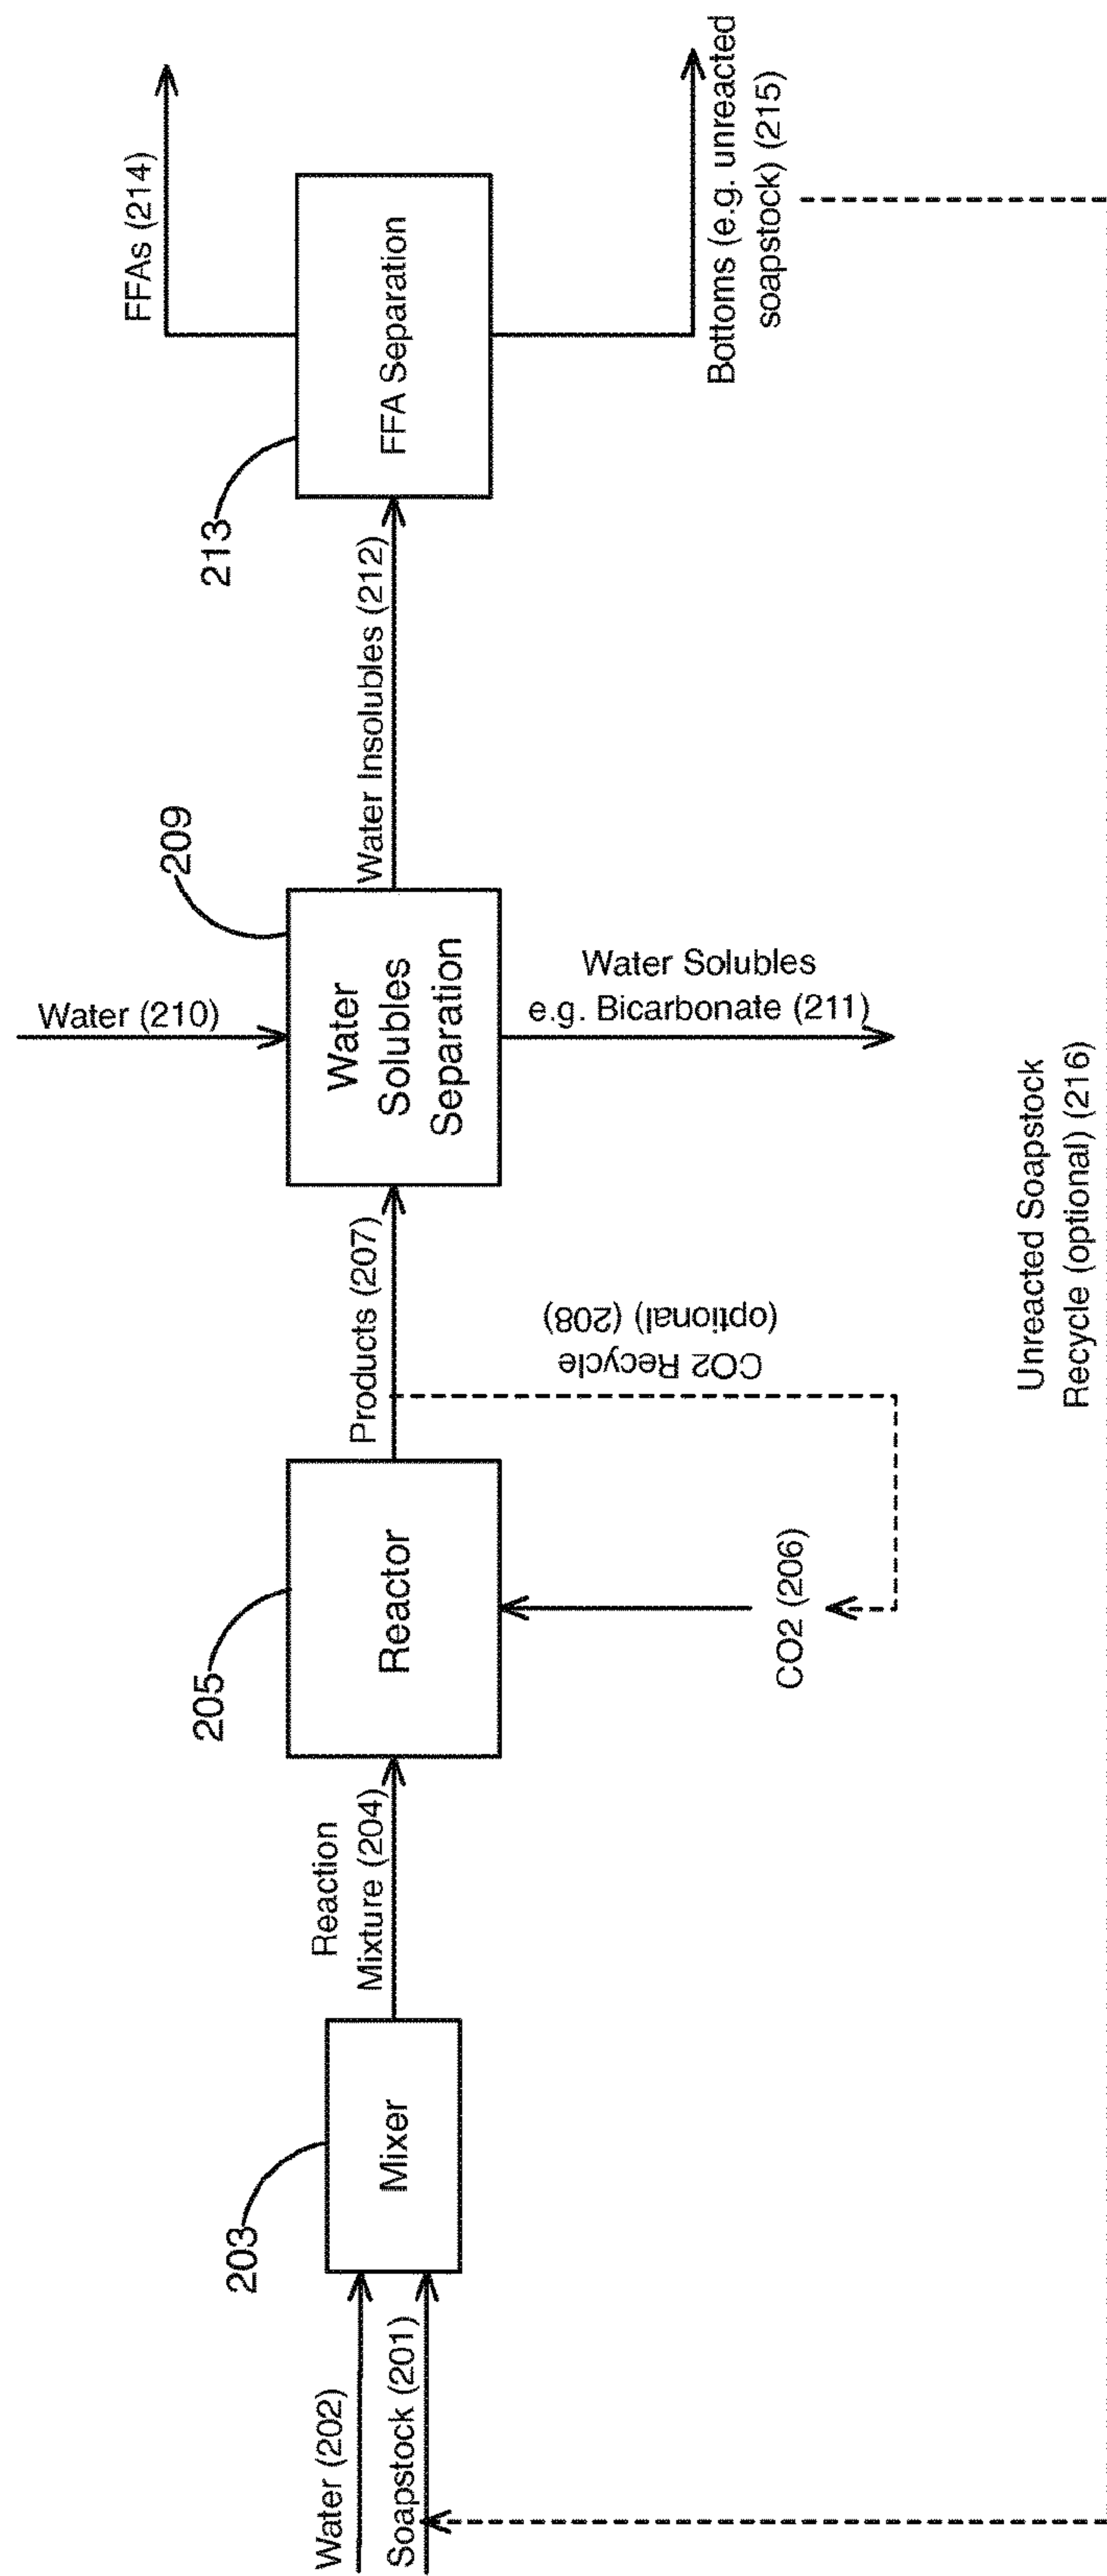 Water (202)
Soapstock (201)
203
Mixer
Reaction
Mixture (204)
205
Reactor
CO2 (206)
Products (207)
CO2 Recycle
(optional) (208)
209
Water (210)
Water
Solubles
Separation
Water Solubles
e.g. Bicarbonate (211)
Water Insolubles (212)
213
FFA Separation
FFAs (214)
Bottoms (e.g. unreacted
soapstock) (215)
Unreacted Soapstock
Recycle (optional) (216)